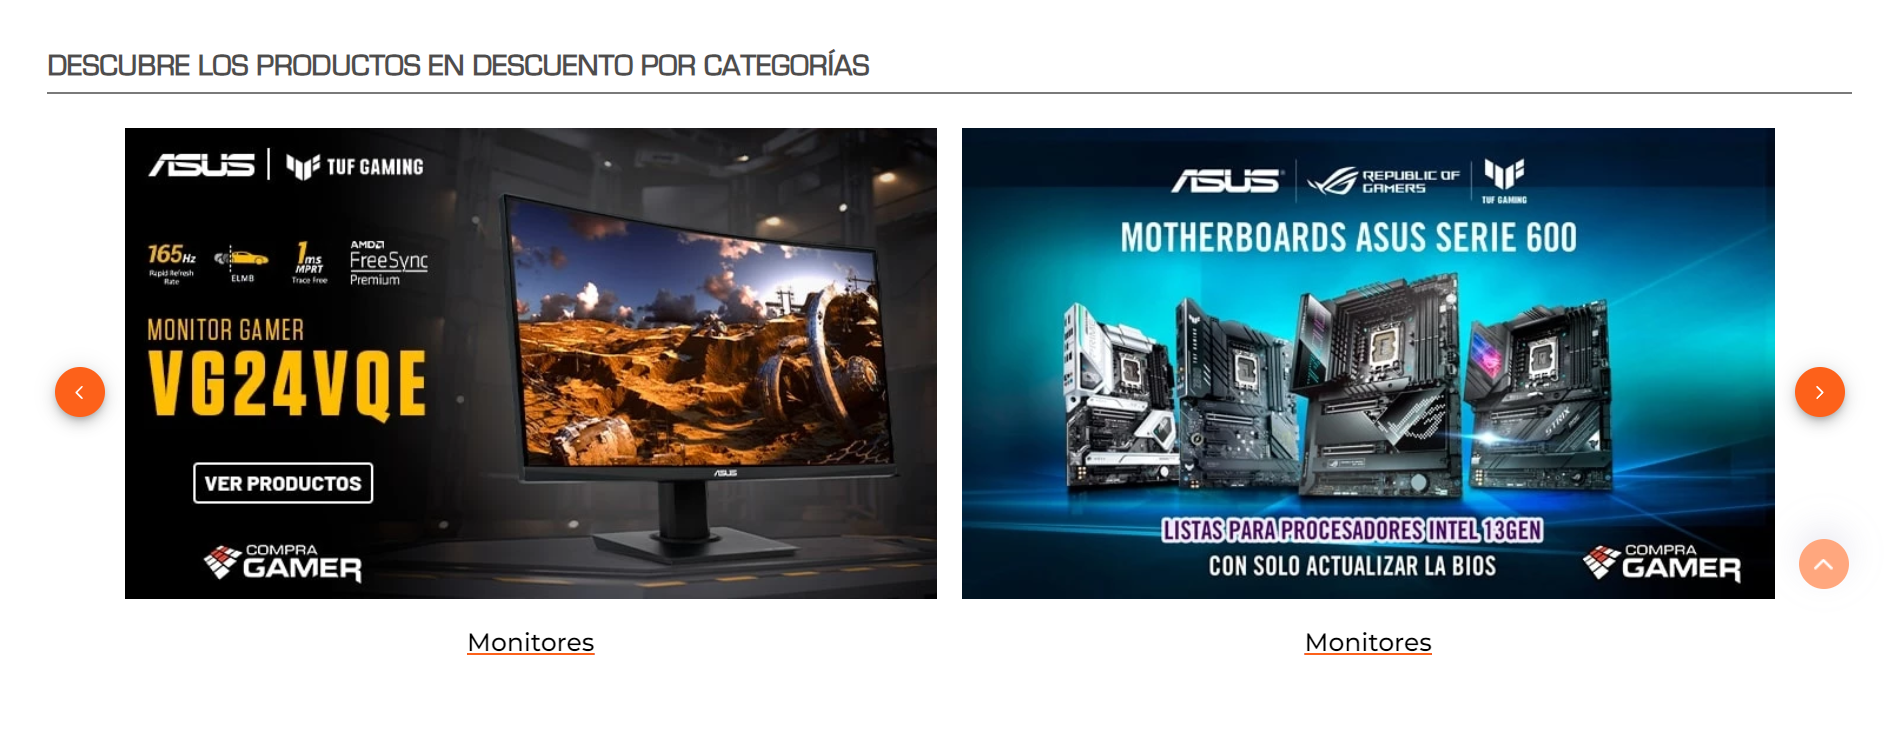 DESCUBRE LOS PRODUCTOS EN DESCUENTO POR CATEGORÍAS
ASUS TUF GAMING
165Hz
Rapid Refresh
Rate
ELMB
1ms
MPRT
Trace Free
AMD
FreeSync
Premium
MONITOR GAMER
VG24VQE
VER PRODUCTOS
COMPRA
GAMER
ASUS
Monitores
ASUS REPUBLIC OF
GAMERS
TUF GAMING
MOTHERBOARDS ASUS SERIE 600
STRIX
LISTAS PARA PROCESADORES INTEL 13GEN
CON SOLO ACTUALIZAR LA BIOS
COMPRA
GAMER
Monitores